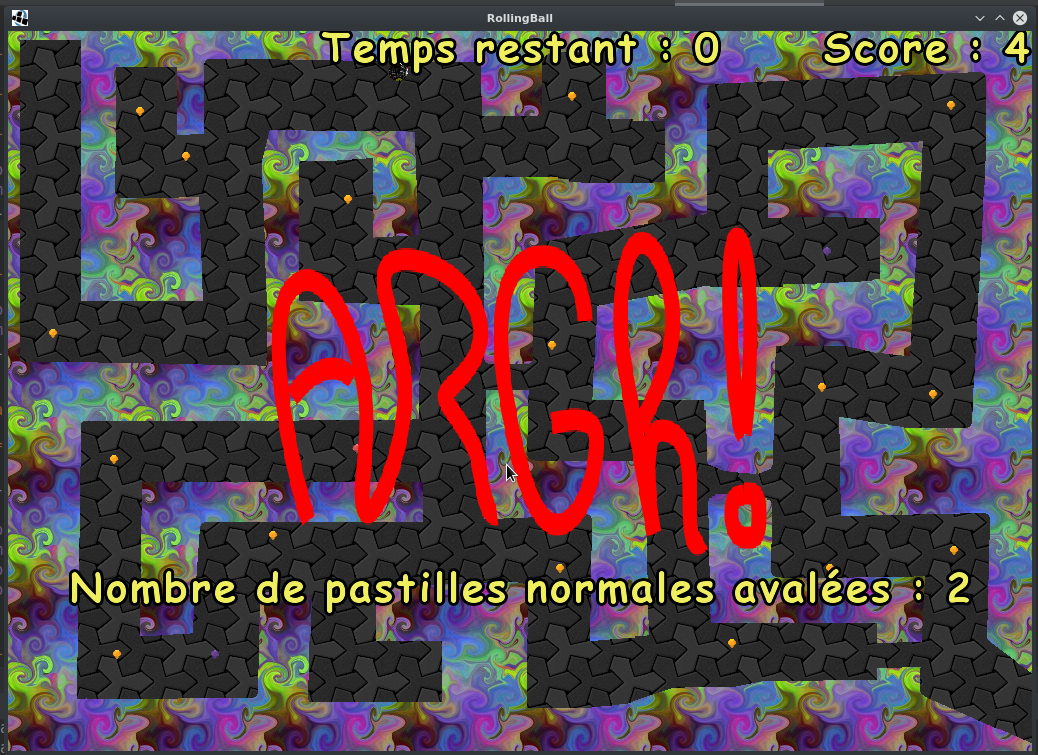 RollingBall
Temps restant : 0 Score : 4
ARGh!
Nombre de pastilles normales avalées : 2